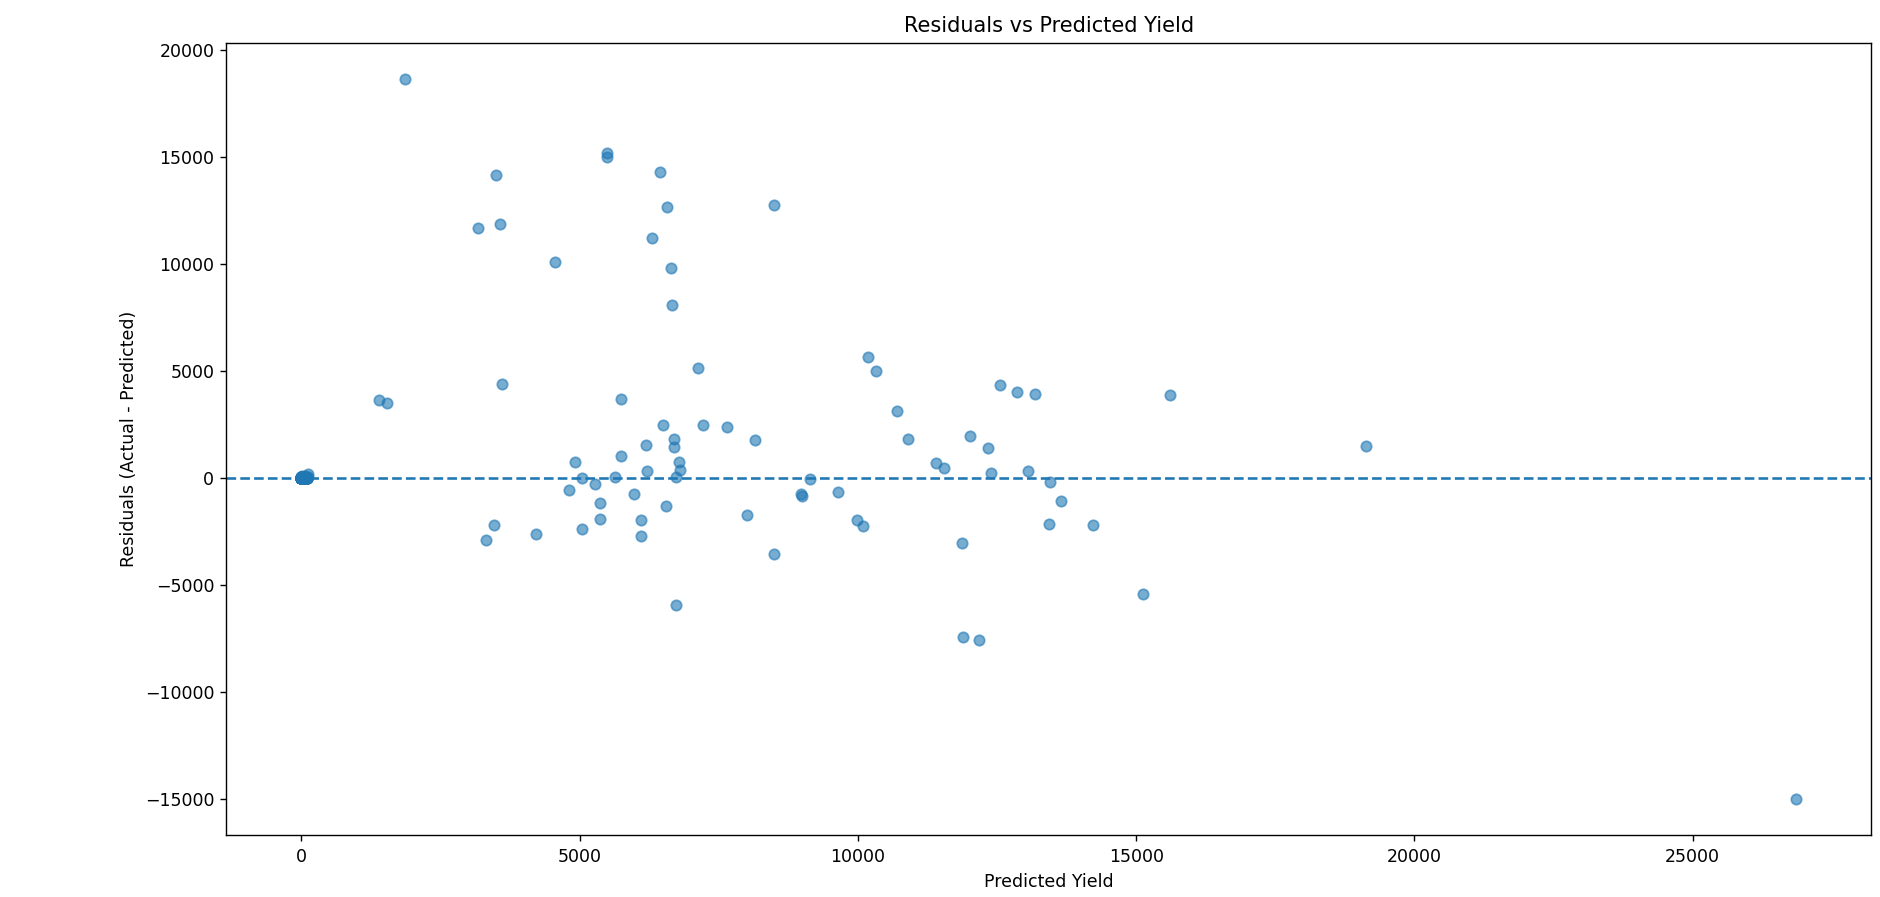 Residuals vs Predicted Yield
20000
15000
10000
5000
0
−5000
−10000
−15000
Residuals (Actual - Predicted)
0 5000 10000 15000 20000 25000
Predicted Yield